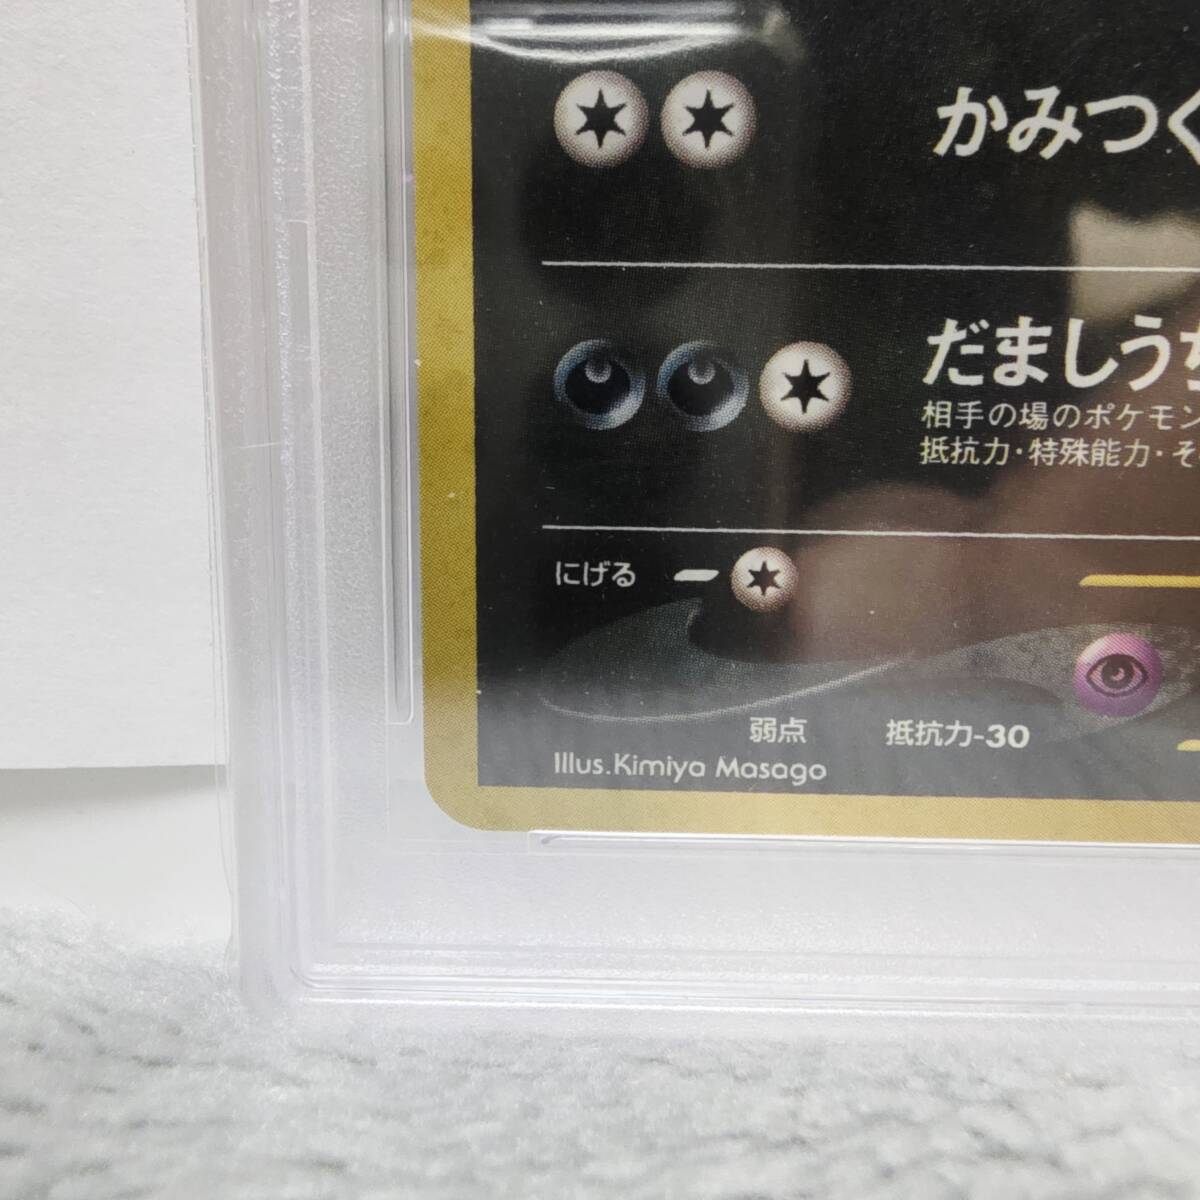 かみつく
だましうち
相手の場のポケモン
抵抗力・特殊能力・その
にげる
弱点 抵抗力-30
Illus.Kimiya Masago